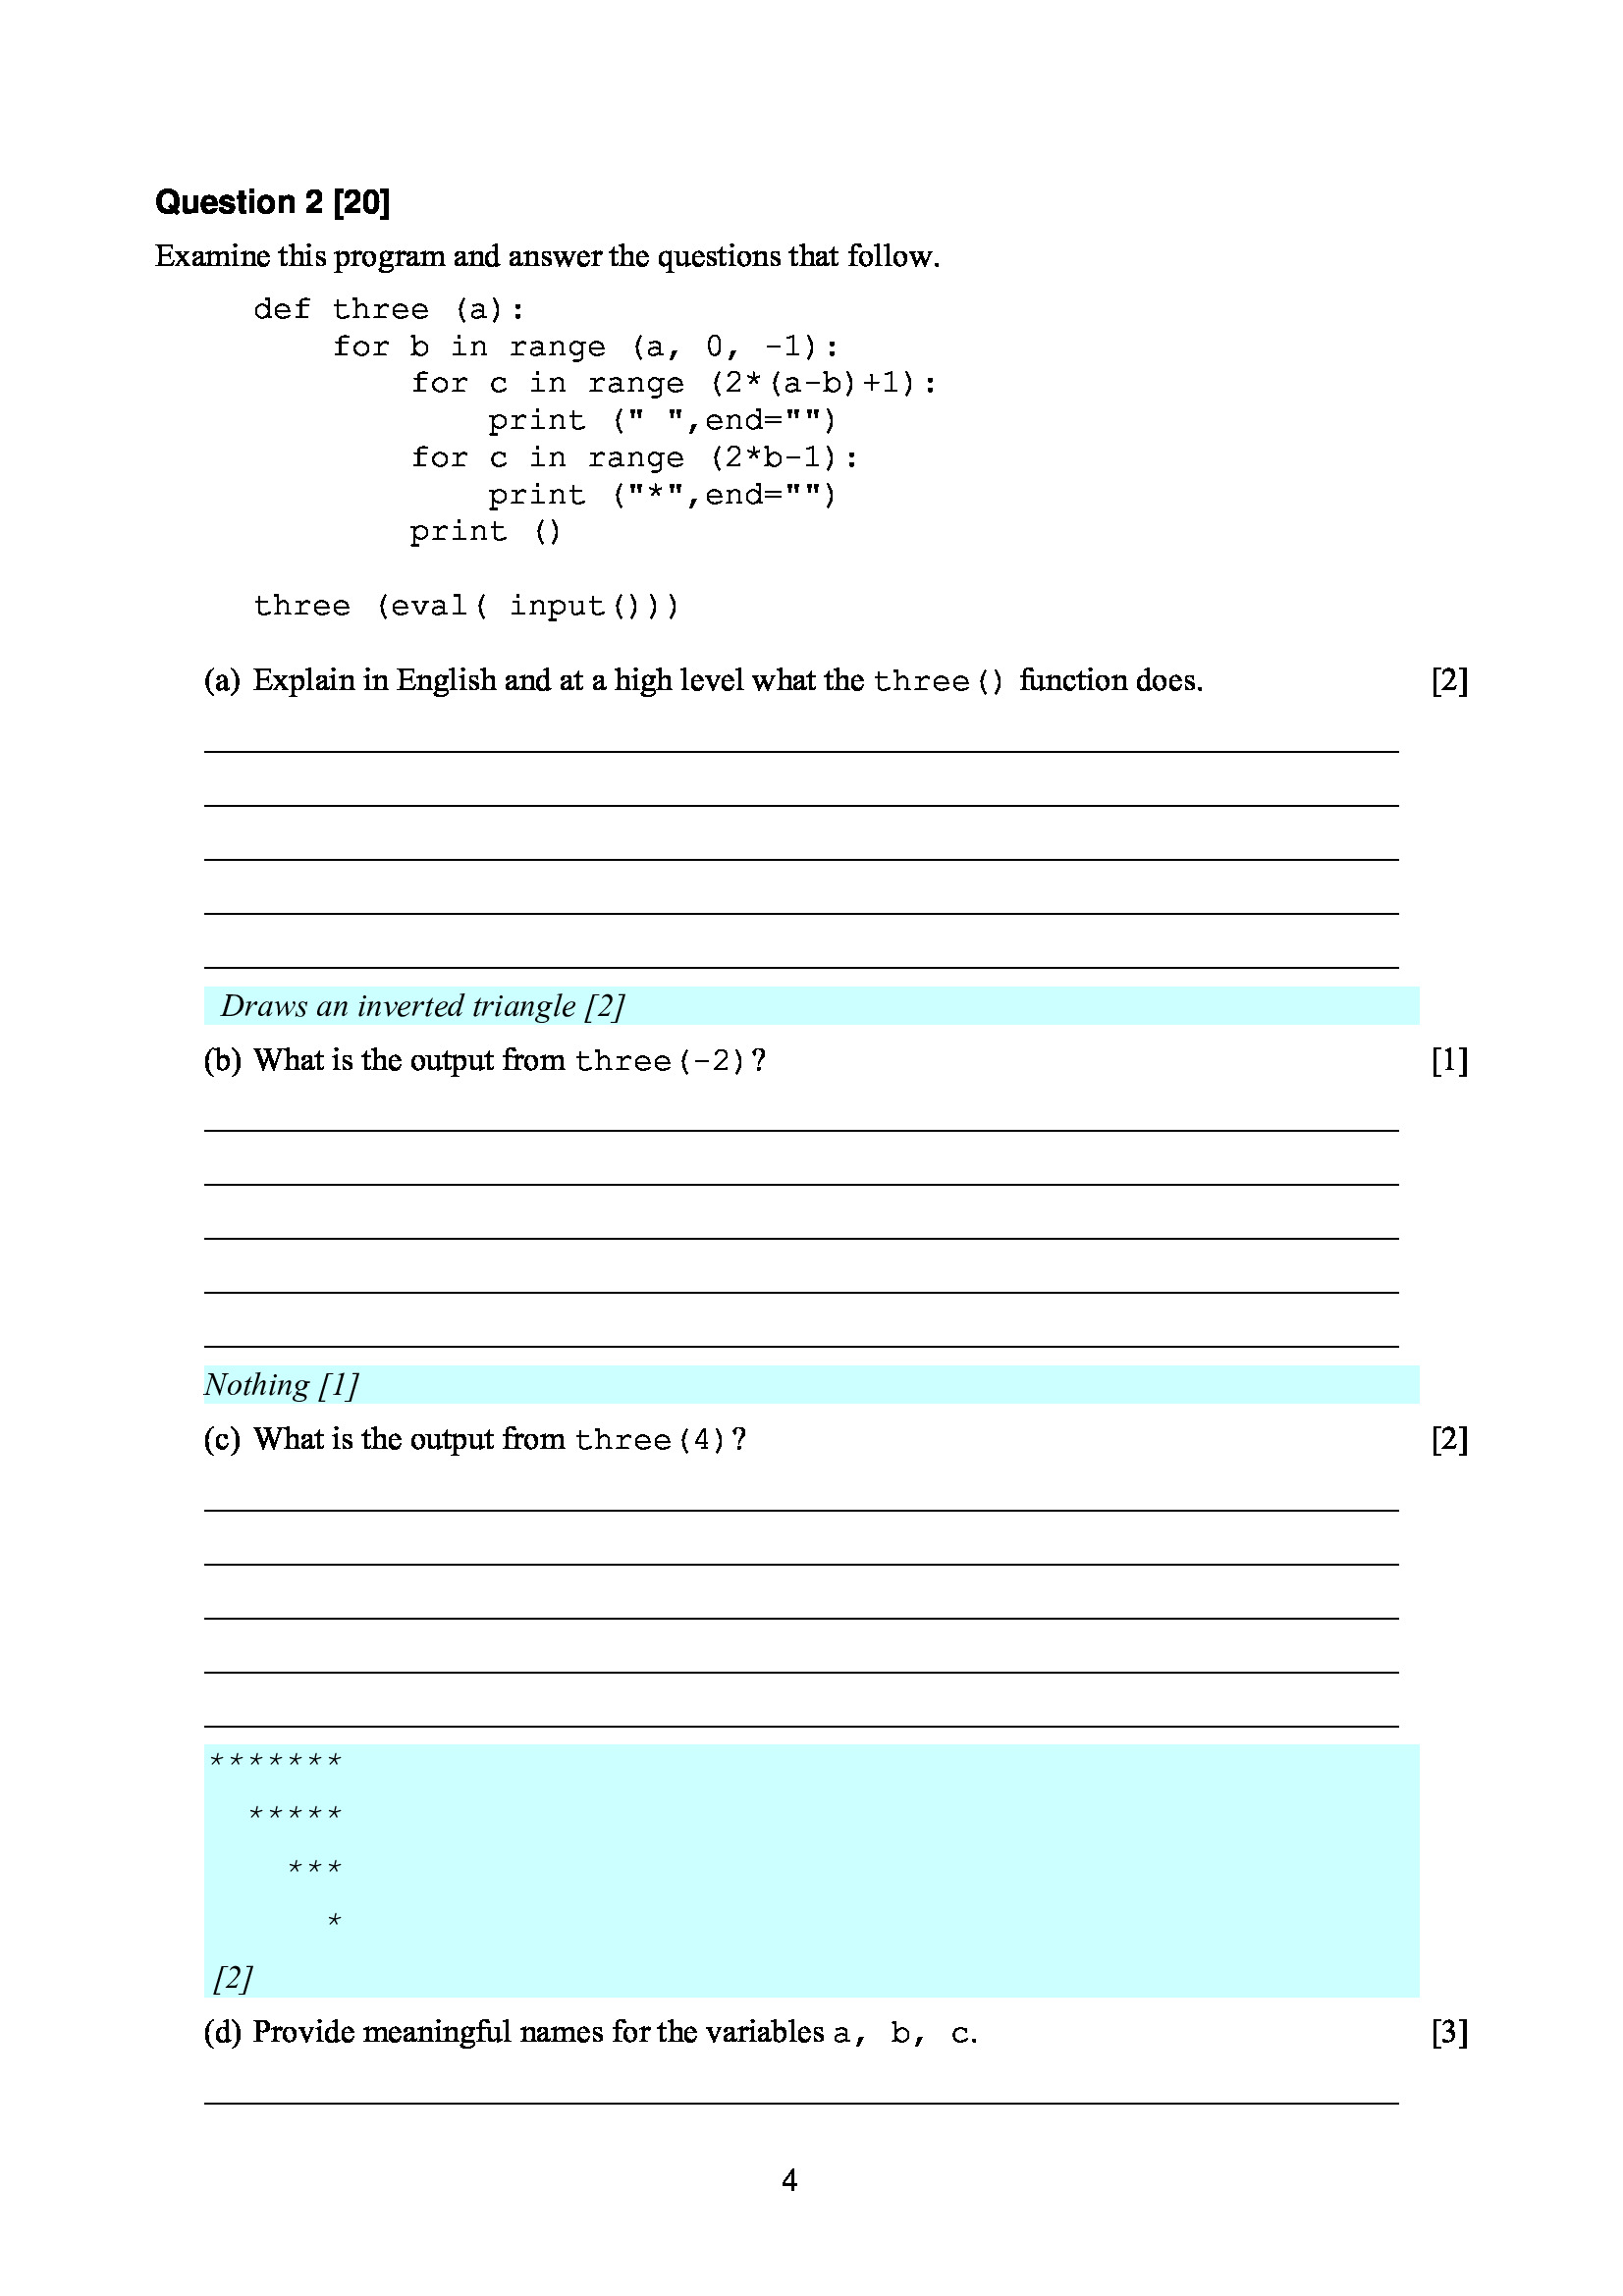 Question 2 [20]
Examine this program and answer the questions that follow.
def three (a):
    for b in range (a, 0, -1):
        for c in range (2*(a-b)+1):
            print (" ",end="")
        for c in range (2*b-1):
            print ("*",end="")
        print ()
three (eval( input()))
(a) Explain in English and at a high level what the three() function does. [2]
Draws an inverted triangle [2]
(b) What is the output from three(-2)? [1]
Nothing [1]
(c) What is the output from three(4)? [2]
*******
  *****
    ***
      *
[2]
(d) Provide meaningful names for the variables a, b, c. [3]
4